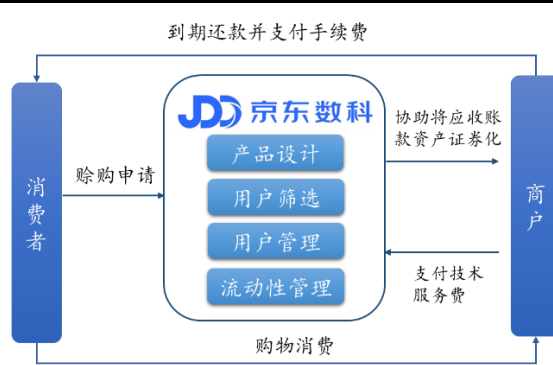 到期还款并支付手续费
消费者
赊购申请
JDD 京东数科
产品设计
用户筛选
用户管理
流动性管理
协助将应收账
款资产证券化
支付技术
服务费
商户
购物消费